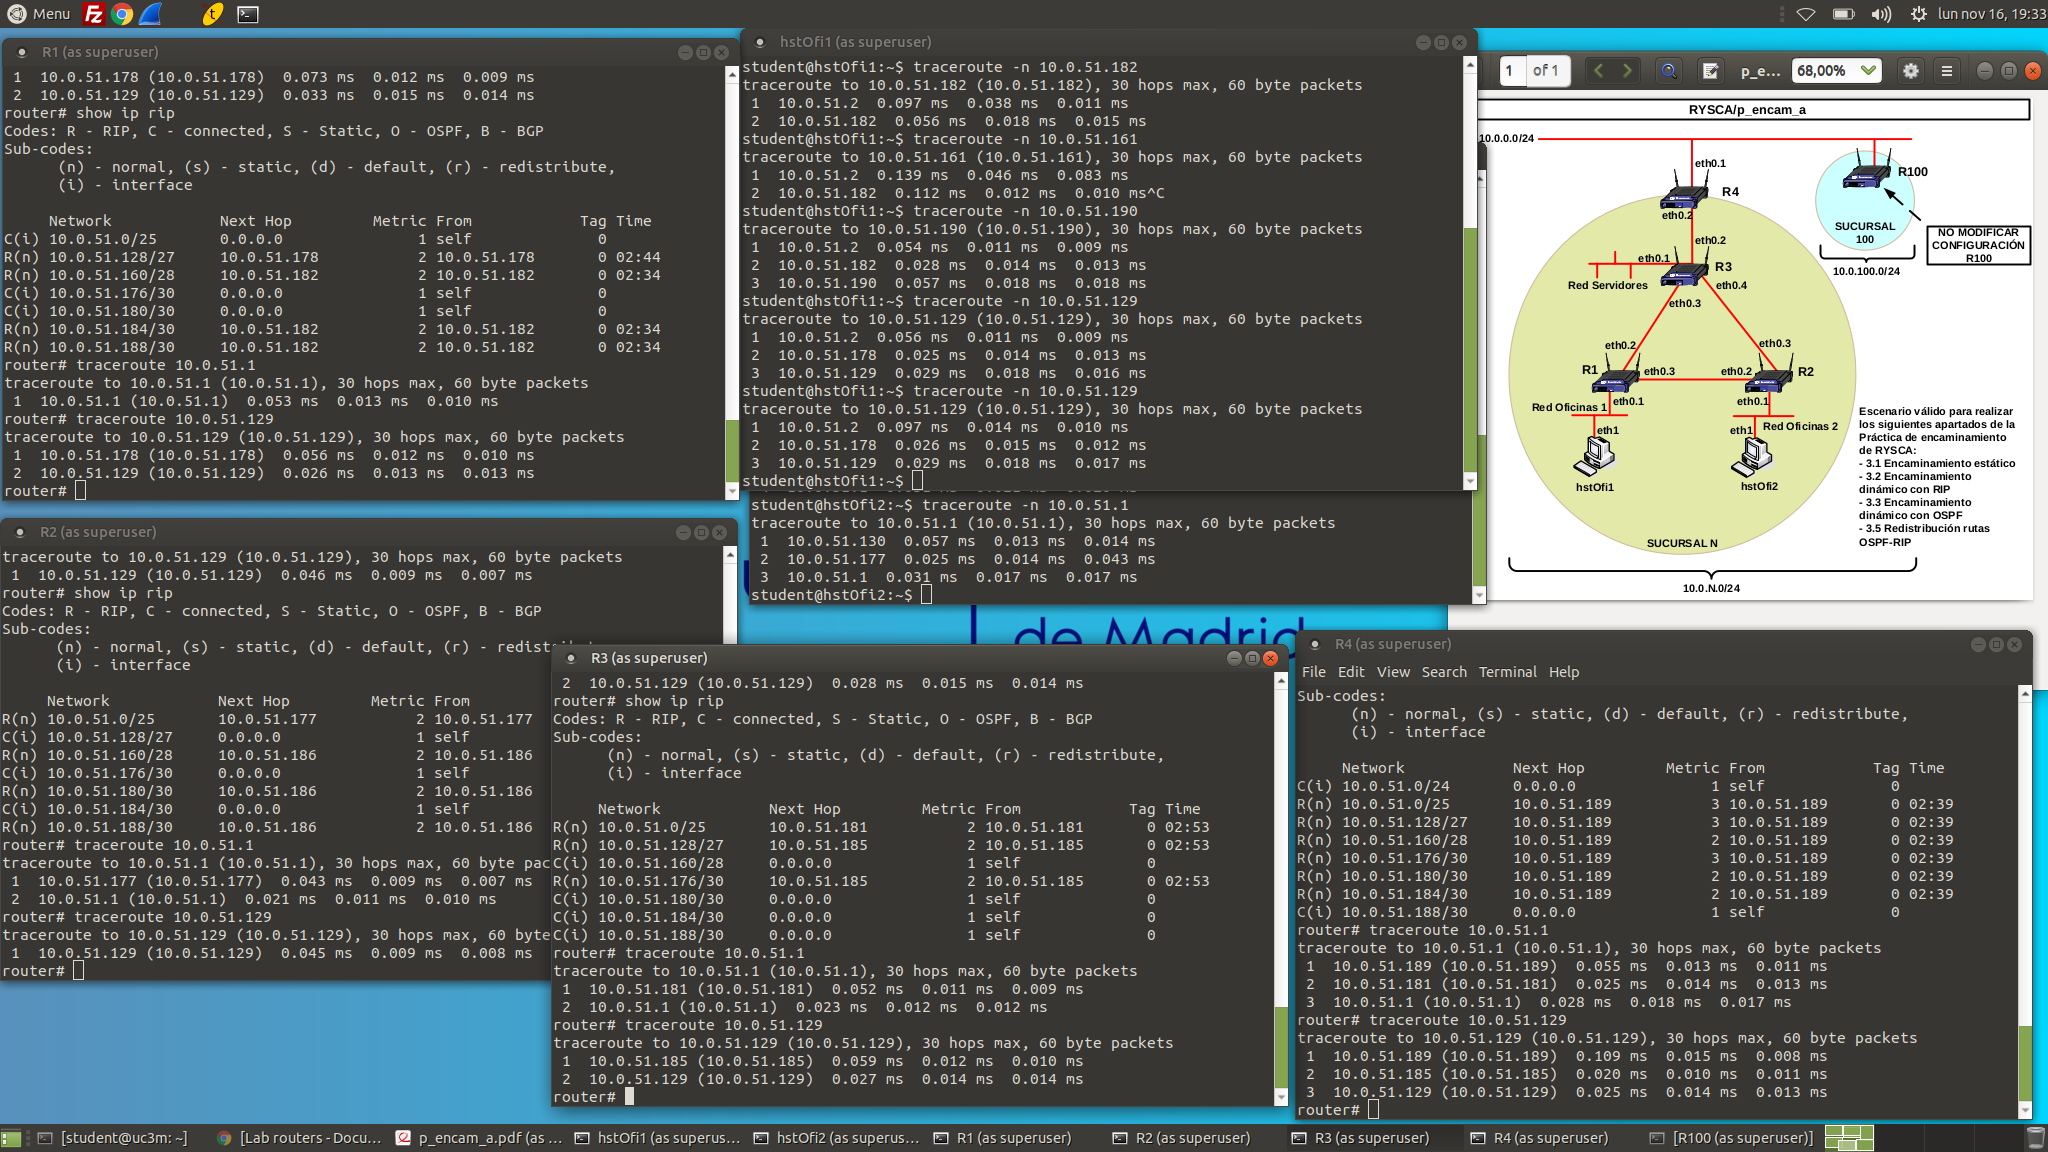 Menu
lun nov 16, 19:33
R1 (as superuser)
1  10.0.51.178 (10.0.51.178)  0.073 ms  0.012 ms  0.009 ms
2  10.0.51.129 (10.0.51.129)  0.033 ms  0.015 ms  0.014 ms
router# show ip rip
Codes: R - RIP, C - connected, S - Static, O - OSPF, B - BGP
Sub-codes:
(n) - normal, (s) - static, (d) - default, (r) - redistribute,
(i) - interface
Network Next Hop Metric From Tag Time
C(i) 10.0.51.0/25 0.0.0.0 1 self 0
R(n) 10.0.51.128/27 10.0.51.178 2 10.0.51.178 0 02:44
R(n) 10.0.51.160/28 10.0.51.182 2 10.0.51.182 0 02:34
C(i) 10.0.51.176/30 0.0.0.0 1 self 0
C(i) 10.0.51.180/30 0.0.0.0 1 self 0
R(n) 10.0.51.184/30 10.0.51.182 2 10.0.51.182 0 02:34
R(n) 10.0.51.188/30 10.0.51.182 2 10.0.51.182 0 02:34
router# traceroute 10.0.51.1
traceroute to 10.0.51.1 (10.0.51.1), 30 hops max, 60 byte packets
1  10.0.51.1 (10.0.51.1)  0.053 ms  0.013 ms  0.010 ms
router# traceroute 10.0.51.129
traceroute to 10.0.51.129 (10.0.51.129), 30 hops max, 60 byte packets
1  10.0.51.178 (10.0.51.178)  0.056 ms  0.012 ms  0.010 ms
2  10.0.51.129 (10.0.51.129)  0.026 ms  0.013 ms  0.013 ms
router#
hstOfi1 (as superuser)
student@hstOfi1:~$ traceroute -n 10.0.51.182
traceroute to 10.0.51.182 (10.0.51.182), 30 hops max, 60 byte packets
1  10.0.51.2  0.097 ms  0.038 ms  0.011 ms
2  10.0.51.182  0.056 ms  0.018 ms  0.015 ms
student@hstOfi1:~$ traceroute -n 10.0.51.161
traceroute to 10.0.51.161 (10.0.51.161), 30 hops max, 60 byte packets
1  10.0.51.2  0.139 ms  0.046 ms  0.083 ms
2  10.0.51.182  0.112 ms  0.012 ms  0.010 ms^C
student@hstOfi1:~$ traceroute -n 10.0.51.190
traceroute to 10.0.51.190 (10.0.51.190), 30 hops max, 60 byte packets
1  10.0.51.2  0.054 ms  0.011 ms  0.009 ms
2  10.0.51.182  0.028 ms  0.014 ms  0.013 ms
3  10.0.51.190  0.057 ms  0.018 ms  0.018 ms
student@hstOfi1:~$ traceroute -n 10.0.51.129
traceroute to 10.0.51.129 (10.0.51.129), 30 hops max, 60 byte packets
1  10.0.51.2  0.056 ms  0.011 ms  0.009 ms
2  10.0.51.178  0.025 ms  0.014 ms  0.013 ms
3  10.0.51.129  0.029 ms  0.018 ms  0.016 ms
student@hstOfi1:~$ traceroute -n 10.0.51.129
traceroute to 10.0.51.129 (10.0.51.129), 30 hops max, 60 byte packets
1  10.0.51.2  0.097 ms  0.014 ms  0.010 ms
2  10.0.51.178  0.026 ms  0.015 ms  0.012 ms
3  10.0.51.129  0.029 ms  0.018 ms  0.017 ms
student@hstOfi1:~$
student@hstOfi2:~$ traceroute -n 10.0.51.1
traceroute to 10.0.51.1 (10.0.51.1), 30 hops max, 60 byte packets
1  10.0.51.130  0.057 ms  0.013 ms  0.014 ms
2  10.0.51.177  0.025 ms  0.014 ms  0.043 ms
3  10.0.51.1  0.031 ms  0.017 ms  0.017 ms
student@hstOfi2:~$
1 of 1 p_e... 68,00%
RYSCA/p_encam_a
10.0.0.0/24
eth0.1
R4
eth0.2
R100
SUCURSAL
100
NO MODIFICAR
CONFIGURACIÓN
R100
10.0.100.0/24
eth0.2
eth0.1
R3
Red Servidores
eth0.4
eth0.3
eth0.2
eth0.3
R1
eth0.3
eth0.2
R2
eth0.1
eth0.1
Red Oficinas 1
eth1
eth1
Red Oficinas 2
hstOfi1
hstOfi2
Escenario válido para realizar
los siguientes apartados de la
Práctica de encaminamiento
de RYSCA:
- 3.1 Encaminamiento estático
- 3.2 Encaminamiento
dinámico con RIP
- 3.3 Encaminamiento
dinámico con OSPF
- 3.5 Redistribución rutas
OSPF-RIP
SUCURSAL N
10.0.N.0/24
de Madrid
R2 (as superuser)
traceroute to 10.0.51.129 (10.0.51.129), 30 hops max, 60 byte packets
1  10.0.51.129 (10.0.51.129)  0.046 ms  0.009 ms  0.007 ms
router# show ip rip
Codes: R - RIP, C - connected, S - Static, O - OSPF, B - BGP
Sub-codes:
(n) - normal, (s) - static, (d) - default, (r) - redist
(i) - interface
Network Next Hop Metric From
R(n) 10.0.51.0/25 10.0.51.177 2 10.0.51.177
C(i) 10.0.51.128/27 0.0.0.0 1 self
R(n) 10.0.51.160/28 10.0.51.186 2 10.0.51.186
C(i) 10.0.51.176/30 0.0.0.0 1 self
R(n) 10.0.51.180/30 10.0.51.186 2 10.0.51.186
C(i) 10.0.51.184/30 0.0.0.0 1 self
R(n) 10.0.51.188/30 10.0.51.186 2 10.0.51.186
router# traceroute 10.0.51.1
traceroute to 10.0.51.1 (10.0.51.1), 30 hops max, 60 byte pac
1  10.0.51.177 (10.0.51.177)  0.043 ms  0.009 ms  0.007 ms
2  10.0.51.1 (10.0.51.1)  0.021 ms  0.011 ms  0.010 ms
router# traceroute 10.0.51.129
traceroute to 10.0.51.129 (10.0.51.129), 30 hops max, 60 byte
1  10.0.51.129 (10.0.51.129)  0.045 ms  0.009 ms  0.008 ms
router#
R3 (as superuser)
2  10.0.51.129 (10.0.51.129)  0.028 ms  0.015 ms  0.014 ms
router# show ip rip
Codes: R - RIP, C - connected, S - Static, O - OSPF, B - BGP
Sub-codes:
(n) - normal, (s) - static, (d) - default, (r) - redistribute,
(i) - interface
Network Next Hop Metric From Tag Time
R(n) 10.0.51.0/25 10.0.51.181 2 10.0.51.181 0 02:53
R(n) 10.0.51.128/27 10.0.51.185 2 10.0.51.185 0 02:53
C(i) 10.0.51.160/28 0.0.0.0 1 self 0
R(n) 10.0.51.176/30 10.0.51.185 2 10.0.51.185 0 02:53
C(i) 10.0.51.180/30 0.0.0.0 1 self 0
C(i) 10.0.51.184/30 0.0.0.0 1 self 0
C(i) 10.0.51.188/30 0.0.0.0 1 self 0
router# traceroute 10.0.51.1
traceroute to 10.0.51.1 (10.0.51.1), 30 hops max, 60 byte packets
1  10.0.51.181 (10.0.51.181)  0.052 ms  0.011 ms  0.009 ms
2  10.0.51.1 (10.0.51.1)  0.023 ms  0.012 ms  0.012 ms
router# traceroute 10.0.51.129
traceroute to 10.0.51.129 (10.0.51.129), 30 hops max, 60 byte packets
1  10.0.51.185 (10.0.51.185)  0.059 ms  0.012 ms  0.010 ms
2  10.0.51.129 (10.0.51.129)  0.027 ms  0.014 ms  0.014 ms
router#
R4 (as superuser)
File Edit View Search Terminal Help
Sub-codes:
(n) - normal, (s) - static, (d) - default, (r) - redistribute,
(i) - interface
Network Next Hop Metric From Tag Time
C(i) 10.0.51.0/24 0.0.0.0 1 self 0
R(n) 10.0.51.0/25 10.0.51.189 3 10.0.51.189 0 02:39
R(n) 10.0.51.128/27 10.0.51.189 3 10.0.51.189 0 02:39
R(n) 10.0.51.160/28 10.0.51.189 2 10.0.51.189 0 02:39
R(n) 10.0.51.176/30 10.0.51.189 3 10.0.51.189 0 02:39
R(n) 10.0.51.180/30 10.0.51.189 2 10.0.51.189 0 02:39
R(n) 10.0.51.184/30 10.0.51.189 2 10.0.51.189 0 02:39
C(i) 10.0.51.188/30 0.0.0.0 1 self 0
router# traceroute 10.0.51.1
traceroute to 10.0.51.1 (10.0.51.1), 30 hops max, 60 byte packets
1  10.0.51.189 (10.0.51.189)  0.055 ms  0.013 ms  0.011 ms
2  10.0.51.181 (10.0.51.181)  0.025 ms  0.014 ms  0.013 ms
3  10.0.51.1 (10.0.51.1)  0.028 ms  0.018 ms  0.017 ms
router# traceroute 10.0.51.129
traceroute to 10.0.51.129 (10.0.51.129), 30 hops max, 60 byte packets
1  10.0.51.189 (10.0.51.189)  0.109 ms  0.015 ms  0.008 ms
2  10.0.51.185 (10.0.51.185)  0.020 ms  0.010 ms  0.011 ms
3  10.0.51.129 (10.0.51.129)  0.025 ms  0.014 ms  0.013 ms
router#
[student@uc3m: ~] [Lab routers - Docu... p_encam_a.pdf (as ... hstOfi1 (as superus... hstOfi2 (as superus... R1 (as superuser) R2 (as superuser) R3 (as superuser) R4 (as superuser) [R100 (as superuser)]